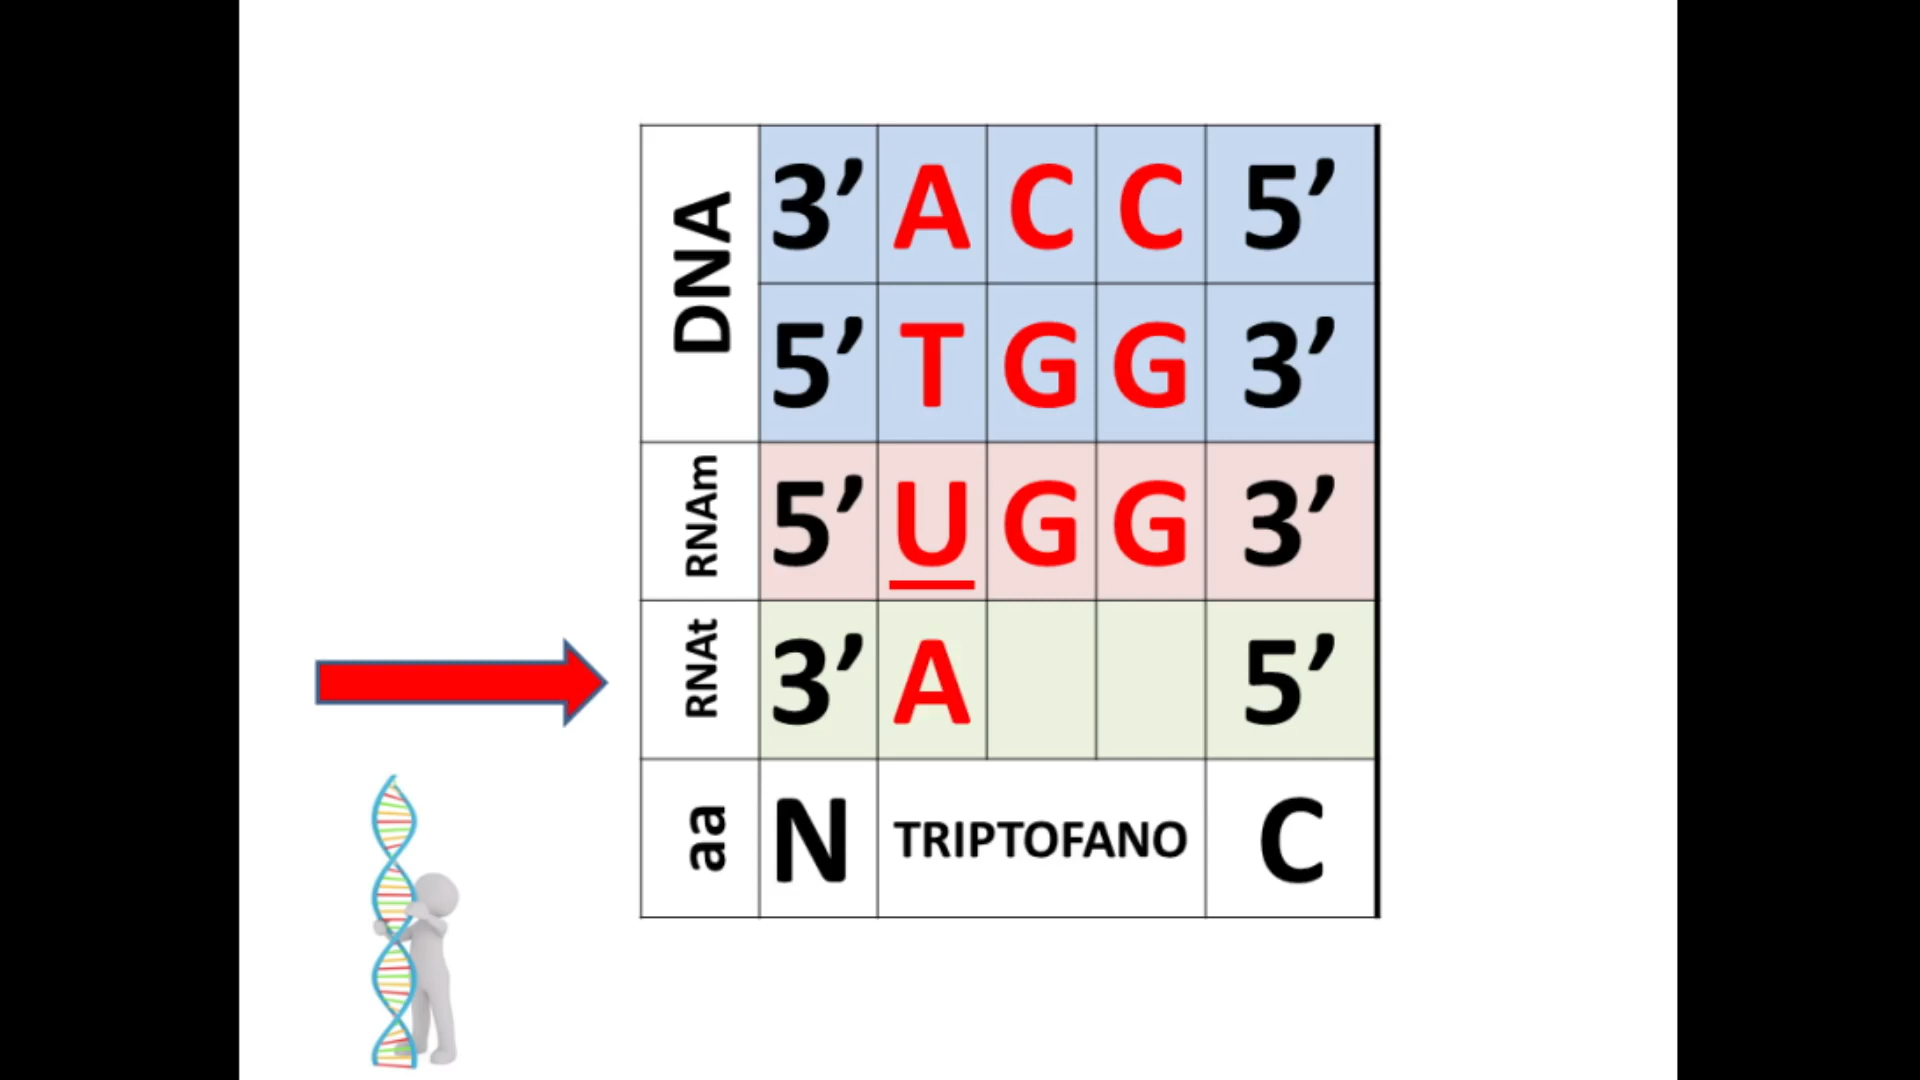 DNA
3’ A C C 5’
5’ T G G 3’
RNAm
5’ U G G 3’
RNAt
3’ A 5’
aa
N TRIPTOFANO C